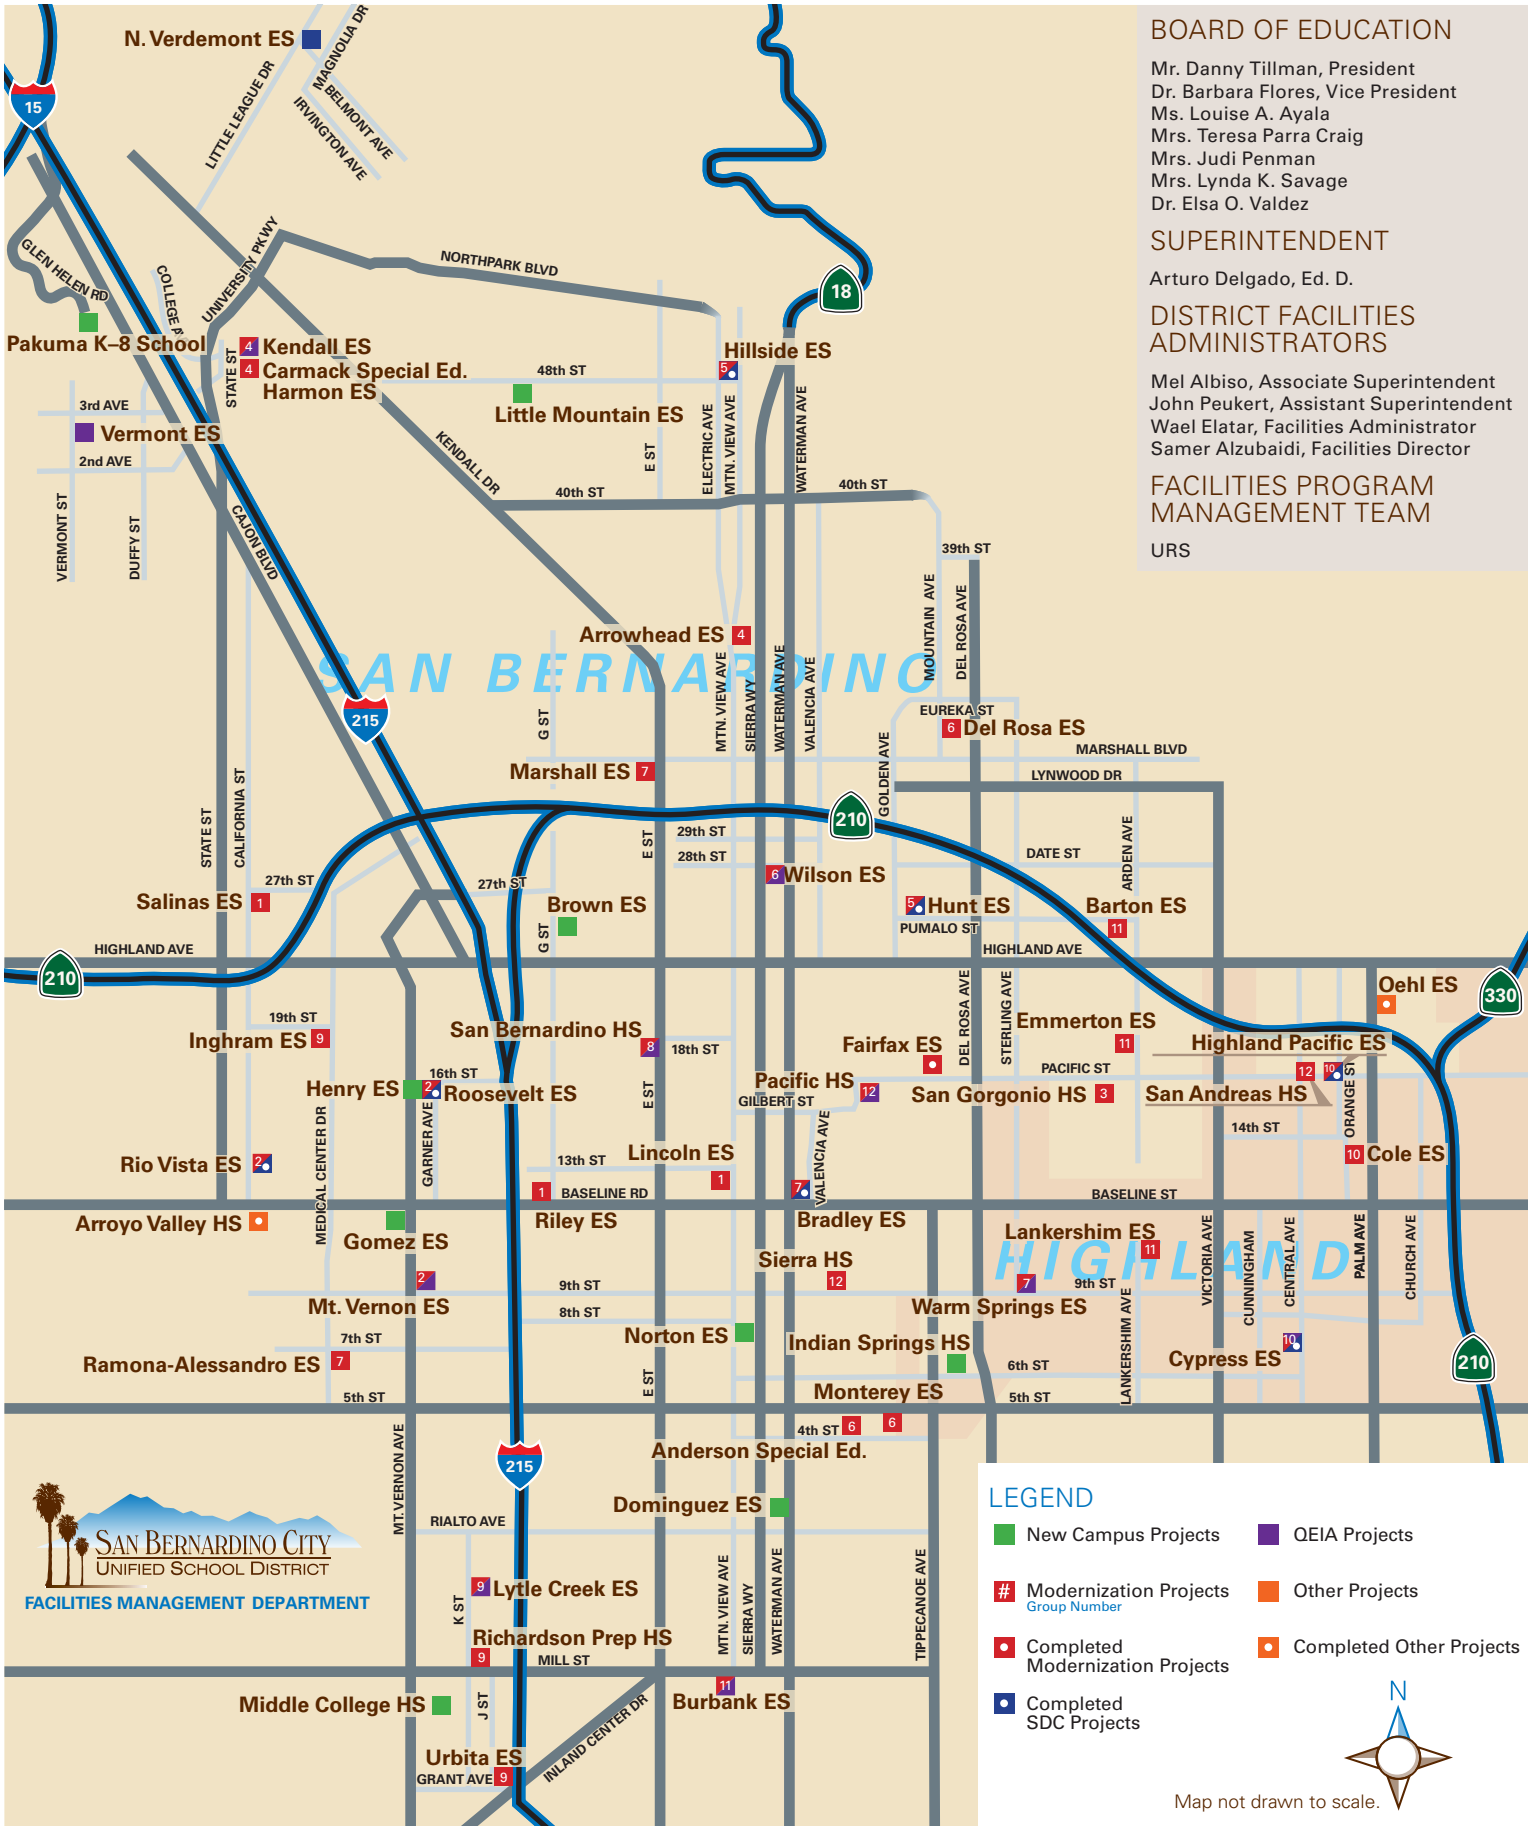 N. Verdemont ES
MAGNOLIA DR
LITTLE LEAGUE DR
BELMONT AVE
IRVINGTON AVE
15
BOARD OF EDUCATION
Mr. Danny Tillman, President
Dr. Barbara Flores, Vice President
Ms. Louise A. Ayala
Mrs. Teresa Parra Craig
Mrs. Judi Penman
Mrs. Lynda K. Savage
Dr. Elsa O. Valdez
SUPERINTENDENT
Arturo Delgado, Ed. D.
DISTRICT FACILITIES
ADMINISTRATORS
Mel Albiso, Associate Superintendent
John Peukert, Assistant Superintendent
Wael Elatar, Facilities Administrator
Samer Alzubaidi, Facilities Director
FACILITIES PROGRAM
MANAGEMENT TEAM
URS
GLEN HELEN RD
COLLEGE A
UNIVERSITY PKWY
NORTHPARK BLVD
18
Pakuma K–8 School
STATE ST
4
Kendall ES
4
Carmack Special Ed.
Harmon ES
48th ST
Little Mountain ES
Hillside ES
5
3rd AVE
Vermont ES
2nd AVE
VERMONT ST
DUFFY ST
CAJON BLVD
KENDALL DR
E ST
ELECTRIC AVE
MTN. VIEW AVE
WATERMAN AVE
40th ST
40th ST
39th ST
MOUNTAIN AVE
DEL ROSA AVE
Arrowhead ES
4
SAN BERNARDINO
215
G ST
MTN. VIEW AVE
SIERRA WY
WATERMAN AVE
VALENCIA AVE
EUREKA ST
6
Del Rosa ES
GOLDEN AVE
MARSHALL BLVD
LYNWOOD DR
Marshall ES
7
STATE ST
CALIFORNIA ST
210
E ST
29th ST
28th ST
DATE ST
ARDEN AVE
6
Wilson ES
27th ST
27th ST
Salinas ES
1
Brown ES
G ST
5
Hunt ES
PUMALO ST
Barton ES
11
HIGHLAND AVE
HIGHLAND AVE
210
330
Oehl ES
19th ST
Inghram ES
9
San Bernardino HS
8
18th ST
DEL ROSA AVE
STERLING AVE
Emmerton ES
11
Highland Pacific ES
Fairfax ES
PACIFIC ST
12
10
Henry ES
16th ST
2
Roosevelt ES
E ST
Pacific HS
12
GILBERT ST
San Gorgonio HS
3
San Andreas HS
ORANGE ST
MEDICAL CENTER DR
GARNER AVE
VALENCIA AVE
14th ST
Rio Vista ES
2
13th ST
Lincoln ES
1
10
Cole ES
1
BASELINE RD
7
BASELINE ST
Arroyo Valley HS
Gomez ES
Riley ES
Bradley ES
Lankershim ES
11
HIGHLAND
VICTORIA AVE
CUNNINGHAM
CENTRAL AVE
PALM AVE
CHURCH AVE
2
Mt. Vernon ES
9th ST
Sierra HS
12
7
9th ST
Warm Springs ES
8th ST
LANKERSHIM AVE
7th ST
Ramona-Alessandro ES
7
Norton ES
Indian Springs HS
10
Cypress ES
210
E ST
6th ST
5th ST
Monterey ES
5th ST
4th ST
6
6
Anderson Special Ed.
MT. VERNON AVE
215
SAN BERNARDINO CITY
UNIFIED SCHOOL DISTRICT
FACILITIES MANAGEMENT DEPARTMENT
Dominguez ES
RIALTO AVE
9
Lytle Creek ES
K ST
MTN. VIEW AVE
SIERRA WY
WATERMAN AVE
TIPPECANOE AVE
Richardson Prep HS
9
MILL ST
11
Burbank ES
Middle College HS
J ST
INLAND CENTER DR
Urbita ES
GRANT AVE
9
LEGEND
New Campus Projects
QEIA Projects
#
Modernization Projects
Group Number
Other Projects
Completed
Modernization Projects
Completed Other Projects
Completed
SDC Projects
N
Map not drawn to scale.